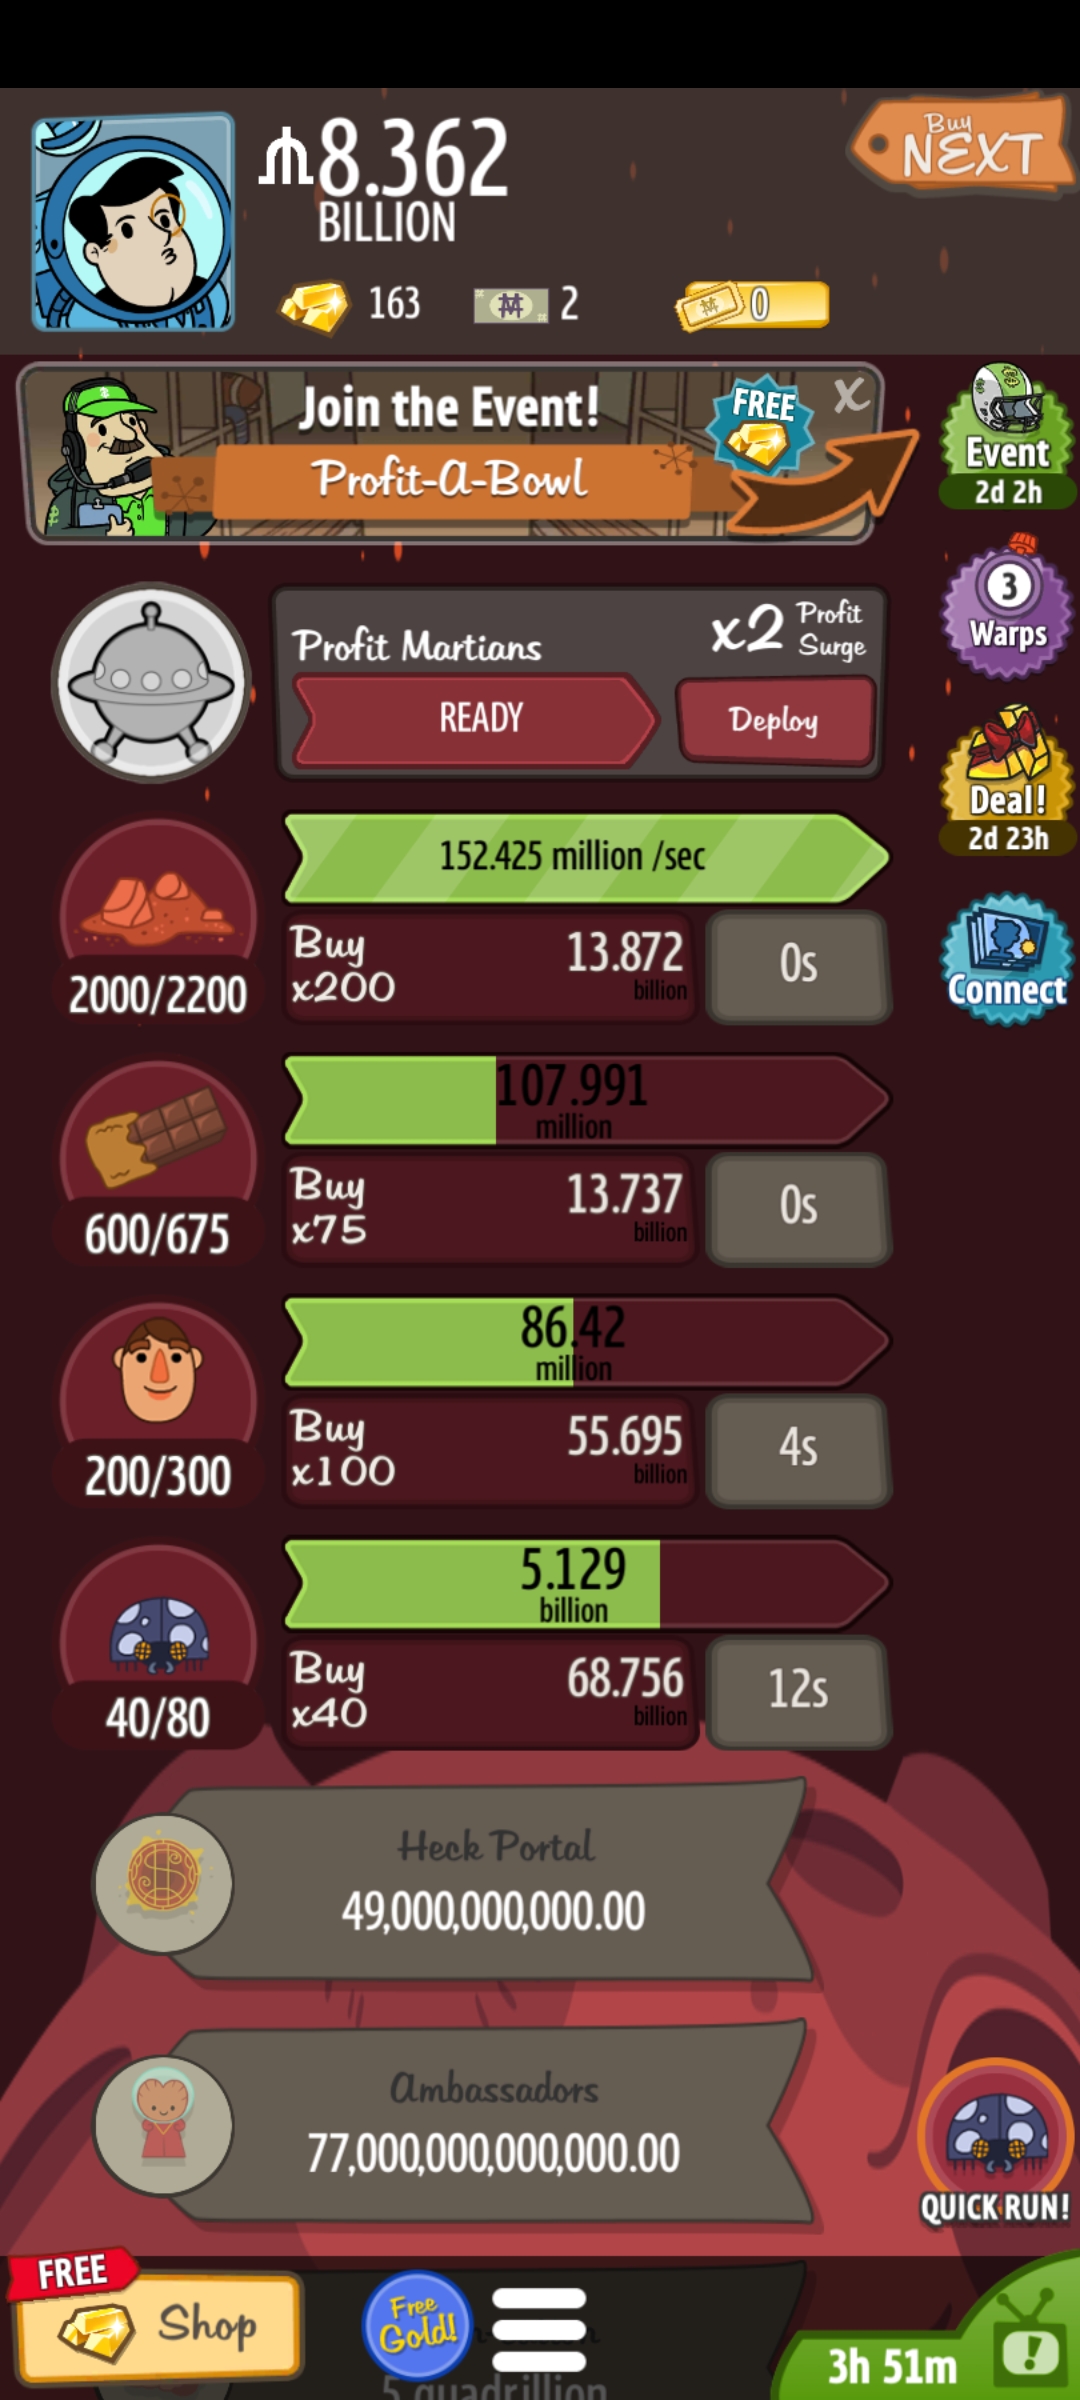 8.362
BILLION
Buy
NEXT
163
2
0
Join the Event!
FREE
X
Profit-A-Bowl
Event
2d 2h
3
Warps
Profit Martians
x2 Profit Surge
READY
Deploy
Deal!
2d 23h
152.425 million /sec
Buy
x200
13.872
billion
0s
2000/2200
Connect
107.991
million
Buy
x75
13.737
billion
0s
600/675
86.42
million
Buy
x100
55.695
billion
4s
200/300
5.129
billion
Buy
x40
68.756
billion
12s
40/80
Heck Portal
49,000,000,000.00
Ambassadors
77,000,000,000,000.00
QUICK RUN!
FREE
Shop
Free
Gold!
3h 51m
5 quadrillion